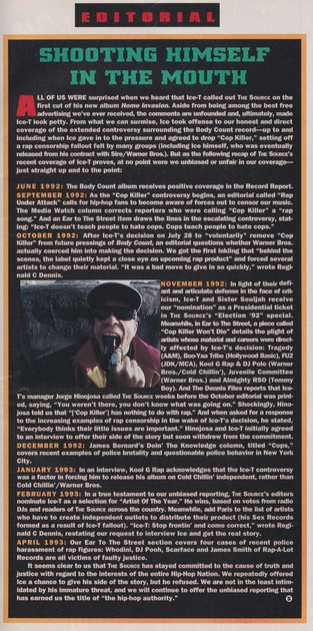 EDITORIAL
SHOOTING HIMSELF
IN THE MOUTH
ALL OF US WERE surprised when we heard that Ice-T called out THE SOURCE on the
first cut of his new album Home Invasion. Aside from being among the best free
advertising we've ever received, the comments are unfounded and, ultimately, made
Ice-T look petty. From what we can surmise, Ice took offense to our honest and direct
coverage of the extended controversy surrounding the Body Count record—up to and
including when Ice gave in to the pressure and agreed to drop "Cop Killer," setting off
a rap censorship fallout felt by many groups (including Ice himself, who was eventually
released from his contract with Sire/Warner Bros.). But as the following recap of THE SOURCE's
recent coverage of Ice-T proves, at no point were we unbiased or unfair in our coverage—
just straight up and to the point:
JUNE 1992: The Body Count album receives positive coverage in the Record Report.
SEPTEMBER 1992: As the "Cop Killer" controversy begins, an editorial called "Rap
Under Attack" calls for hip-hop fans to become aware of forces out to censor our music.
The Media Watch column corrects reporters who were calling "Cop Killer" a "rap
song." And an Ear to the Street item draws the lines in the escalating controversy, stat-
ing: "Ice-T doesn't teach people to hate cops. Cops teach people to hate cops."
OCTOBER 1992: After Ice-T's decision on July 28 to "voluntarily" remove "Cop
Killer" from future pressings of Body Count, an editorial questions whether Warner Bros.
actually coerced him into making the decision. We got the first inkling that "behind the
scenes, the label quietly kept a close eye on upcoming rap product" and forced several
artists to change their material. "It was a bad move to give in so quickly," wrote Regi-
nald C Dennis.
NOVEMBER 1992: In light of their defi-
ant and articulate defense in the face of crit-
icism, Ice-T and Sister Souljah receive
our "nomination" as a Presidential ticket
in THE SOURCE's "Election '92" special.
Meanwhile, in Ear to the Street, a piece called
"Cop Killer Won't Die" details the plight of
artists whose material and careers were direct-
ly affected by Ice-T's decision: Tragedy
(A&M), Boo-Yaa Tribe (Hollywood Basic), FU2
(JDK/MCA), Kool G Rap & DJ Polo (Warner
Bros./Cold Chillin'), Juvenile Committee
(Warner Bros.) and Almighty RSO (Tommy
Boy). And the Dennis Files reports that Ice-
T's manager Jorge Hinojosa called THE SOURCE weeks before the October editorial was print-
ed, saying, "You weren't there, you don't know what was going on." Shockingly, Hino-
josa told us that "['Cop Killer'] has nothing to do with rap." And when asked for a response
to the increasing examples of rap censorship in the wake of Ice-T's decision, he stated,
"Everybody thinks their little issues are important." Hinojosa and Ice-T initially agreed
to an interview to offer their side of the story but soon withdrew from the commitment.
DECEMBER 1992: James Bernard's Doin' The Knowledge column, titled "Cops,"
covers recent examples of police brutality and questionable police behavior in New York
City.
JANUARY 1993: In an interview, Kool G Rap acknowledges that the Ice-T controversy
was a factor in forcing him to release his album on Cold Chillin' independent, rather than
Cold Chillin'/Warner Bros.
FEBRUARY 1993: In a true testament to our unbiased reporting, THE SOURCE's editors
nominate Ice-T as a selection for "Artist Of The Year." He wins, based on votes from radio
DJs and readers of THE SOURCE across the country. Meanwhile, add Paris to the list of artists
who have to create independent outlets to distribute their product (his Sex Records
formed as a result of Ice-T fallout). "Ice-T: Stop frontin' and come correct," wrote Regi-
nald C Dennis, restating our request to interview Ice and get the real story.
APRIL 1993: Our Ear To The Street section covers four cases of recent police
harassment of rap figures: Whodini, DJ Pooh, Scarface and James Smith of Rap-A-Lot
Records are all victims of faulty justice.
It seems clear to us that THE SOURCE has stayed committed to the cause of truth and
justice with regard to the interests of the entire Hip-Hop Nation. We repeatedly offered
Ice a chance to give his side of the story, but he refused. We are not in the least intim-
idated by his immature threat, and we will continue to offer the unbiased reporting that
has earned us the title of "the hip-hop authority."